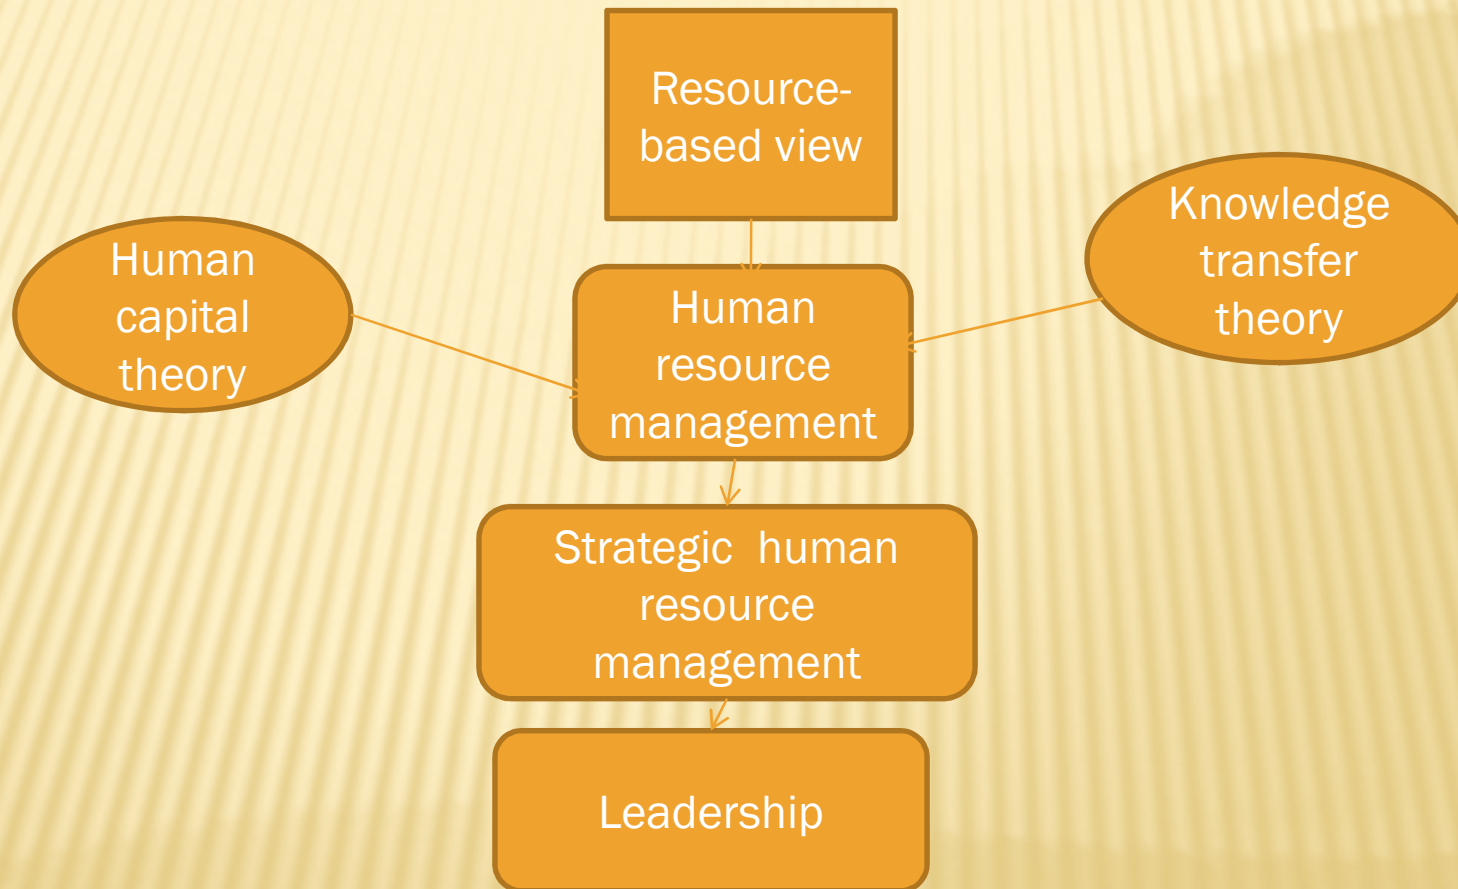 Resource-
based view
Knowledge
transfer
theory
Human
capital
theory
Human
resource
management
Strategic  human
resource
management
Leadership